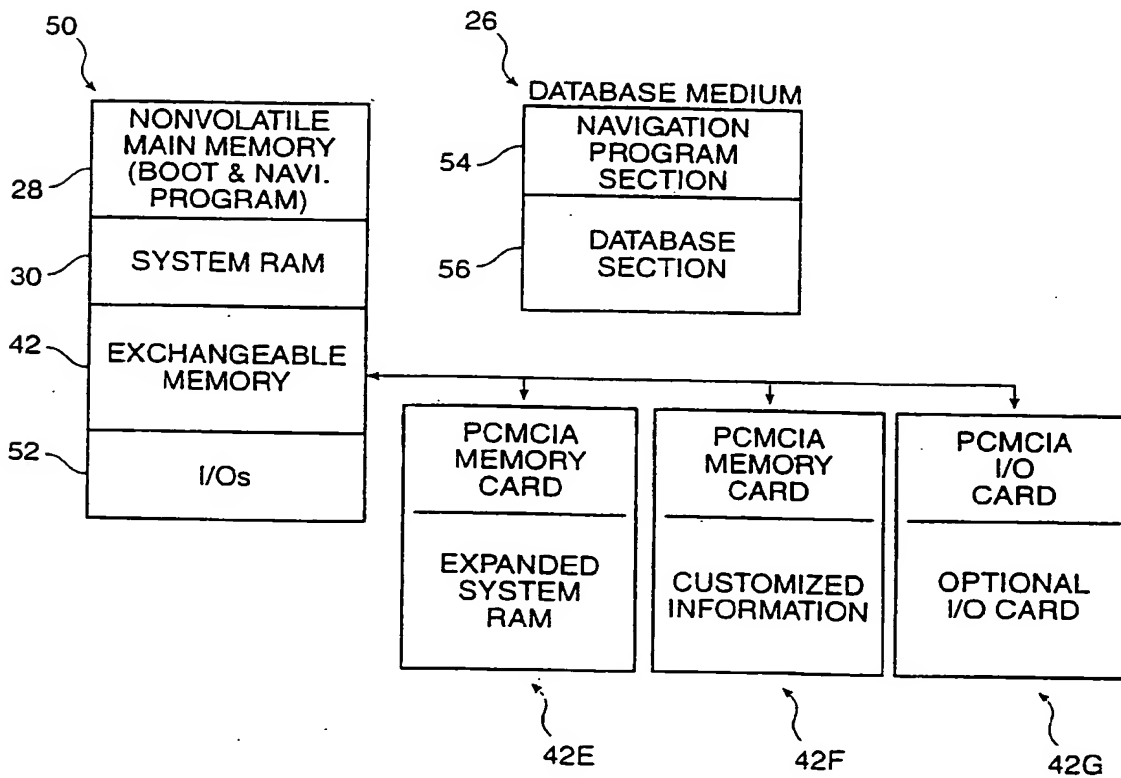 50
NONVOLATILE
MAIN MEMORY
(BOOT & NAVI.
PROGRAM)
28
SYSTEM RAM
30
EXCHANGEABLE
MEMORY
42
I/Os
52
26
DATABASE MEDIUM
NAVIGATION
PROGRAM
SECTION
54
DATABASE
SECTION
56
PCMCIA
MEMORY
CARD
EXPANDED
SYSTEM
RAM
42E
PCMCIA
MEMORY
CARD
CUSTOMIZED
INFORMATION
42F
PCMCIA
I/O
CARD
OPTIONAL
I/O CARD
42G